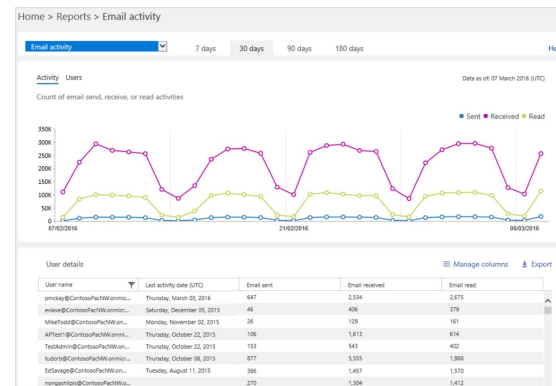 Home > Reports > Email activity
Email activity 7 days 30 days 90 days 180 days He
Activity Users Data as of: 07 March 2016 (UTC)
Count of email send, receive, or read activities
Sent Received Read
350K
300K
250K
200K
150K
100K
50K
0
07/02/2016 21/02/2016 06/03/2016
User details Manage columns Export
User name Last activity date (UTC) Email sent Email received Email read
pmckay@ContosoPacNW.onmic... Thursday, March 03, 2016 647 2,534 2,675
evlave@ContosoPacNW.onmicr... Saturday, December 05, 2015 46 406 379
MikeTodd@ContosoPacNW.on... Monday, November 02, 2015 26 129 161
APTest1@ContosoPacNW.onmi... Thursday, October 22, 2015 106 1,613 614
TestAdmin@ContosoPacNW.on... Thursday, October 22, 2015 153 543 402
tudorb@ContosoPacNW.onmicr... Thursday, October 08, 2015 877 5,555 1,988
EdSavage@ContosoPacNW.onm... Tuesday, August 11, 2015 386 1,457 1,570
270 1,304 1,412